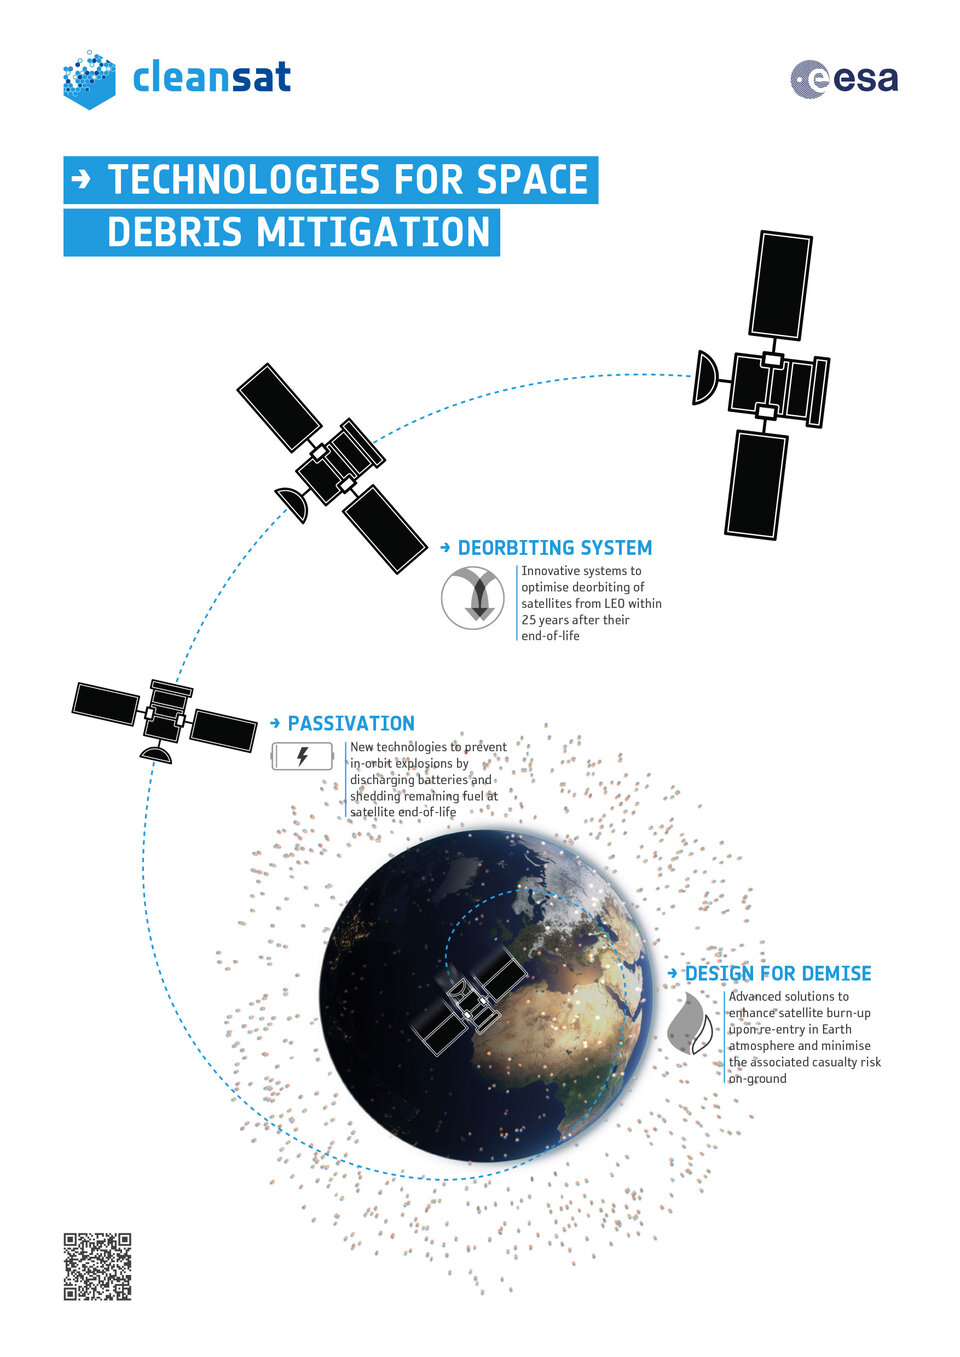 cleansat
esa
→ TECHNOLOGIES FOR SPACE
DEBRIS MITIGATION
→ DEORBITING SYSTEM
Innovative systems to
optimise deorbiting of
satellites from LEO within
25 years after their
end-of-life
→ PASSIVATION
New technologies to prevent
in-orbit explosions by
discharging batteries and
shedding remaining fuel at
satellite end-of-life
→ DESIGN FOR DEMISE
Advanced solutions to
enhance satellite burn-up
upon re-entry in Earth
atmosphere and minimise
the associated casualty risk
on-ground